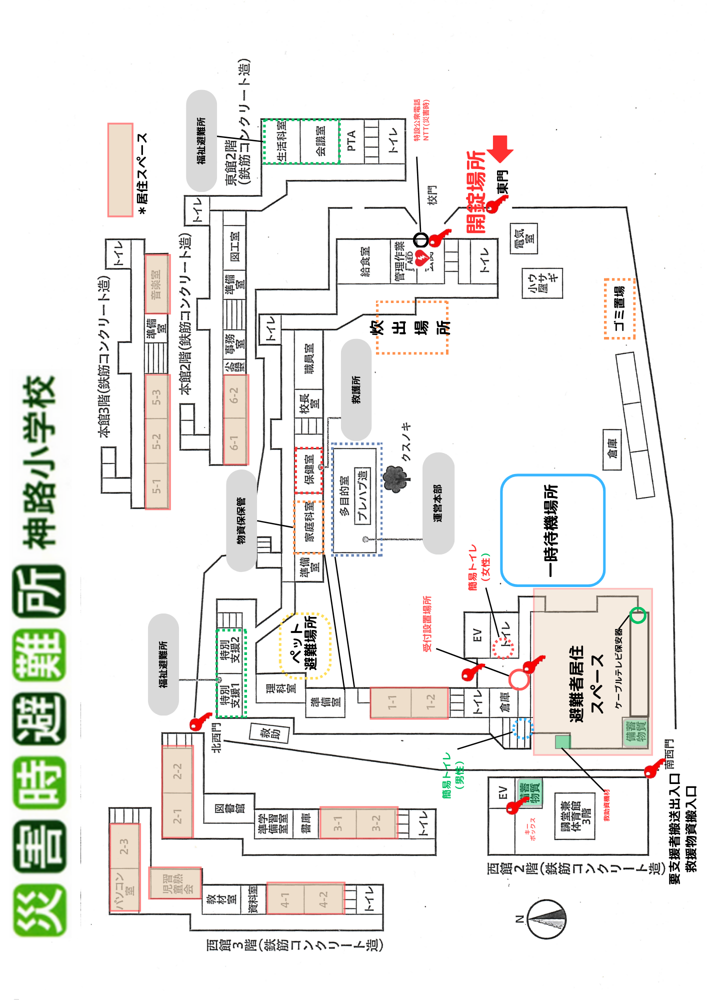 災害時避難所 神路小学校
＊居住スペース
本館3階(鉄筋コンクリート造)
トイレ
音楽室
準備室
5-3
5-2
5-1
本館2階(鉄筋コンクリート造)
トイレ
図工室
準備室
事務室
6-2
6-1
東館2階
(鉄筋コンクリート造)
福祉避難所
生活科室
会議室
PTA
トイレ
特設公衆電話
NTT(災害時)
校門
開錠場所
東門
給食室
管理作業
AED
トイレ
電気室
小屋
ウサギ
ゴミ置場
炊出場所
トイレ
職員室
校長室
保健室
家庭科室
準備室
救護所
物資保保管
多目的室
プレハブ造
クスノキ
運営本部
倉庫
一時待機場所
福祉避難所
特別支援2
特別支援1
ペット
避難場所
理科室
準備室
1-1
1-2
トイレ
倉庫
EV
トイレ
簡易トイレ
(女性)
受付設置場所
避難者居住
スペース
ケーブルテレビ保安器
備蓄物質
簡易トイレ
(男性)
救助
北西門
南西門
要支援者搬送出入口
救援物資搬入口
救助資機材
EV
備蓄物質
キー
ボックス
講堂兼
体育館
3階
西館2階(鉄筋コンクリート造)
2-2
2-1
図書館
学習室
準備室
書庫
3-1
3-2
トイレ
2-3
パソコン室
児童会
習熟
教材室
資料室
4-1
4-2
トイレ
西館3階(鉄筋コンクリート造)
N